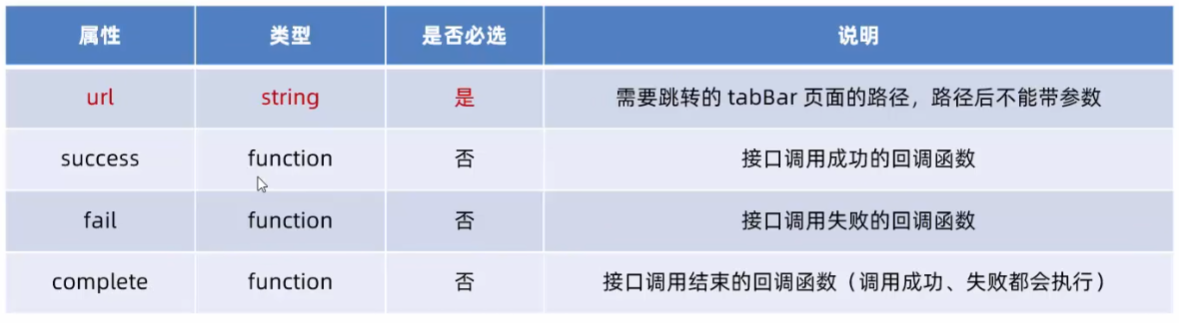 属性 类型 是否必选 说明
url string 是 需要跳转的 tabBar 页面的路径，路径后不能带参数
success function 否 接口调用成功的回调函数
fail function 否 接口调用失败的回调函数
complete function 否 接口调用结束的回调函数（调用成功、失败都会执行）